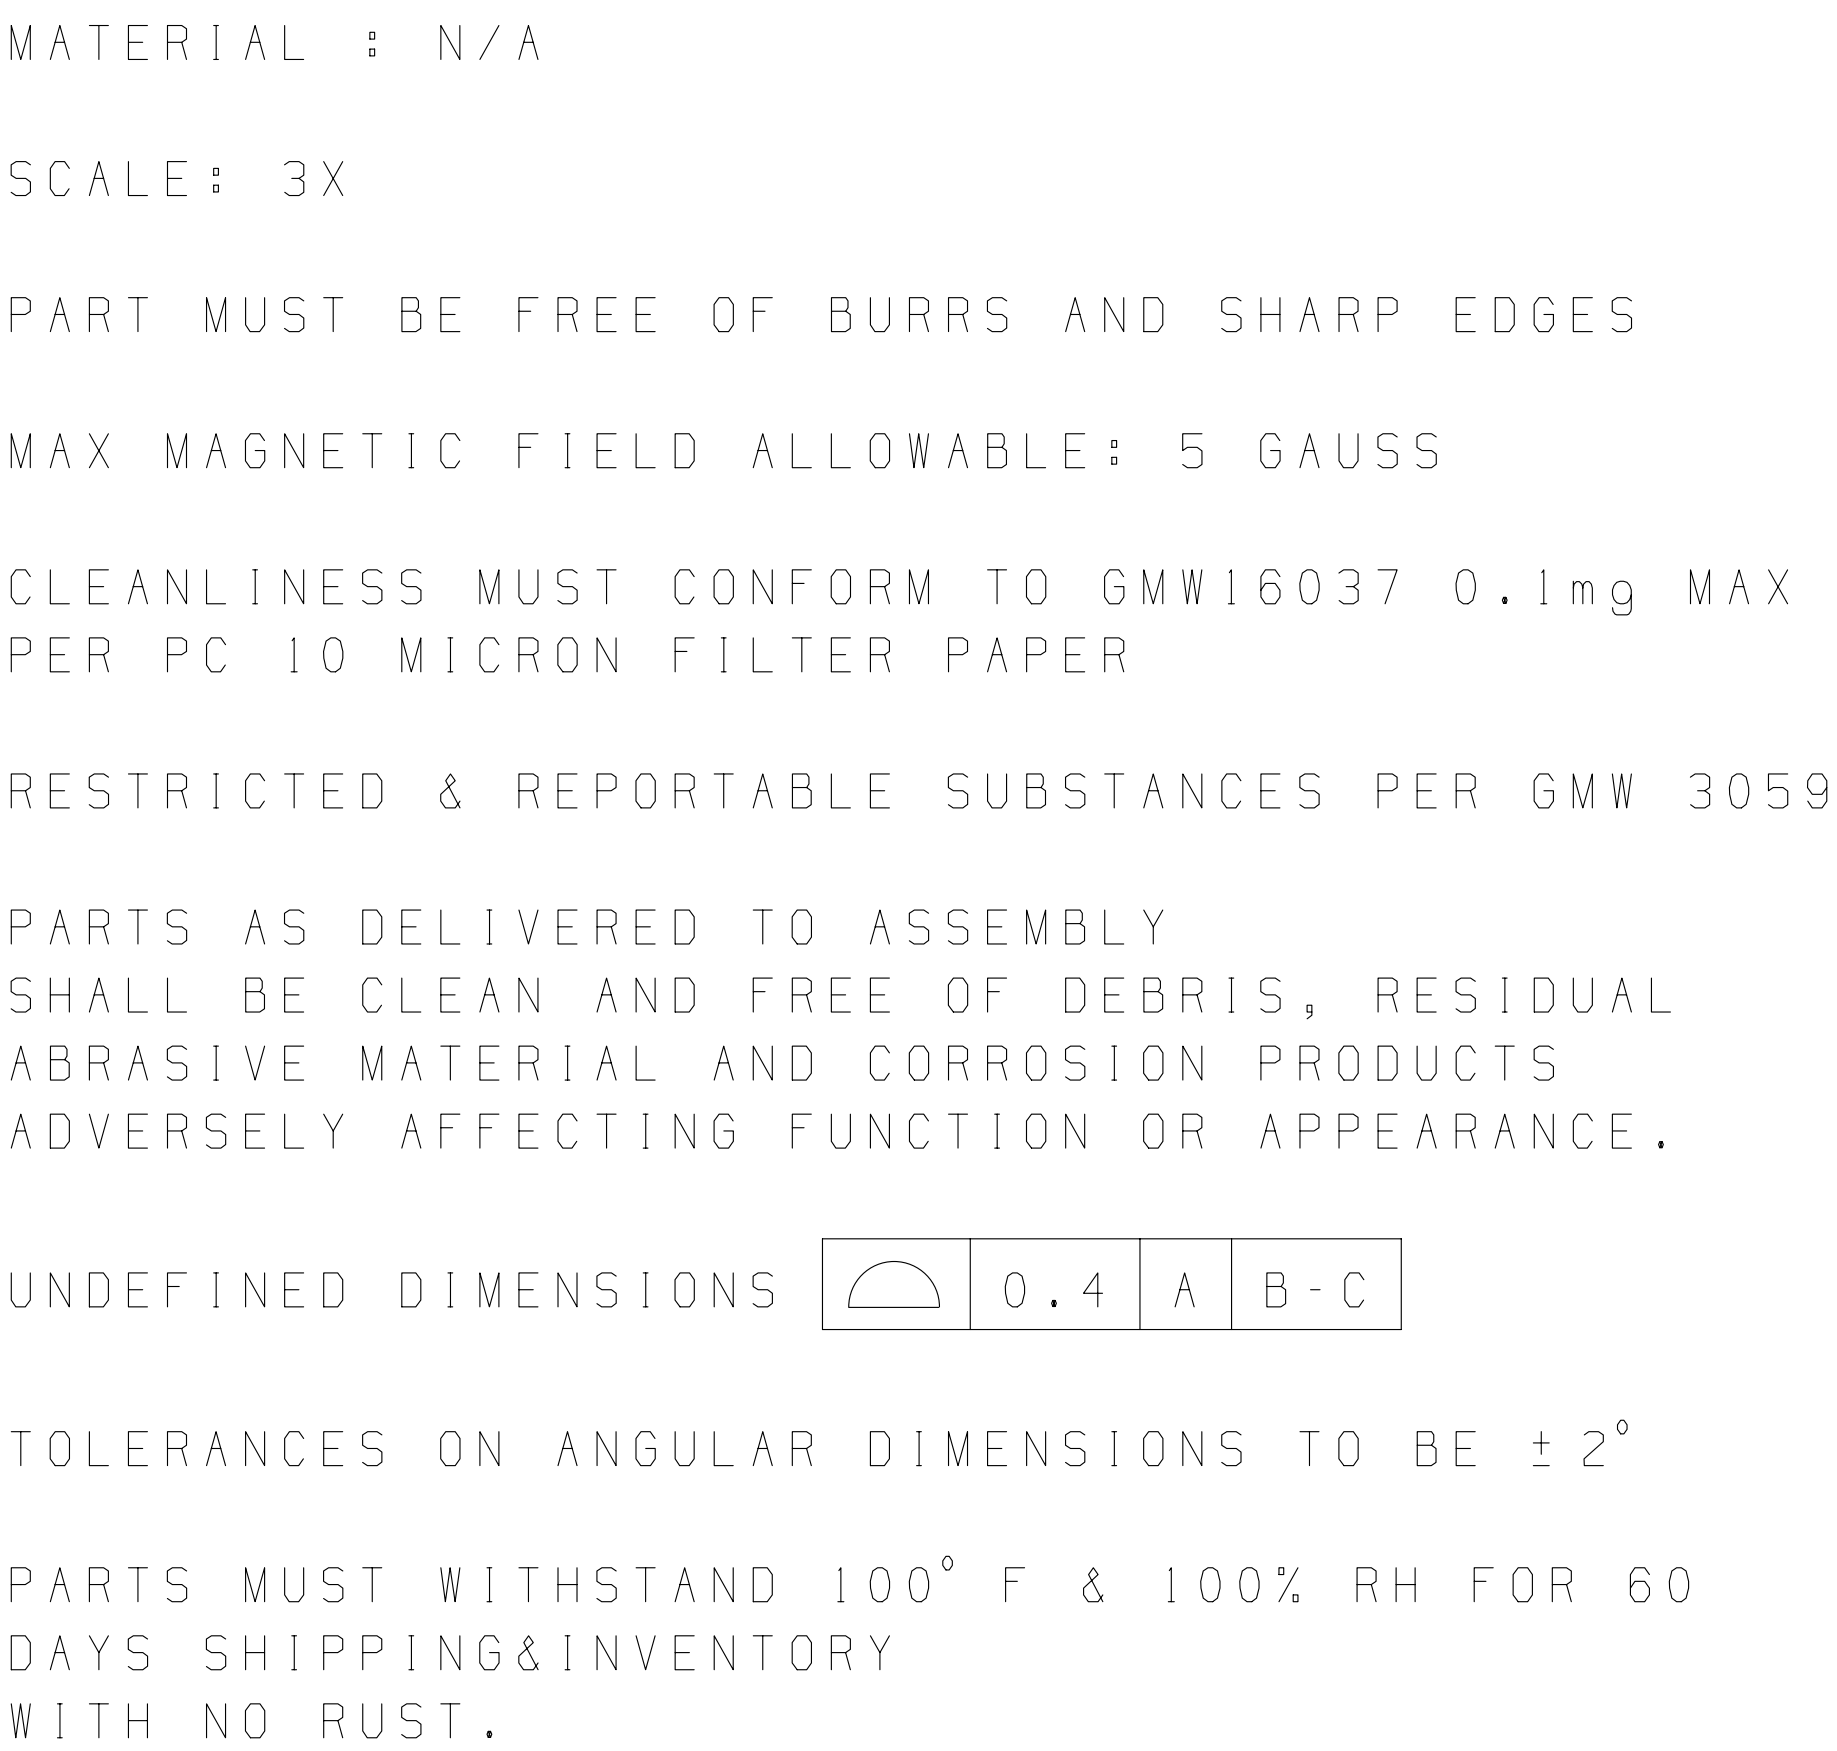 MATERIAL : N/A
SCALE: 3X
PART MUST BE FREE OF BURRS AND SHARP EDGES
MAX MAGNETIC FIELD ALLOWABLE: 5 GAUSS
CLEANLINESS MUST CONFORM TO GMW16037 0.1mg MAX
PER PC 10 MICRON FILTER PAPER
RESTRICTED & REPORTABLE SUBSTANCES PER GMW 3059
PARTS AS DELIVERED TO ASSEMBLY
SHALL BE CLEAN AND FREE OF DEBRIS, RESIDUAL
ABRASIVE MATERIAL AND CORROSION PRODUCTS
ADVERSELY AFFECTING FUNCTION OR APPEARANCE.
UNDEFINED DIMENSIONS ⌓ 0.4 A B-C
TOLERANCES ON ANGULAR DIMENSIONS TO BE ±2°
PARTS MUST WITHSTAND 100° F & 100% RH FOR 60
DAYS SHIPPING&INVENTORY
WITH NO RUST.